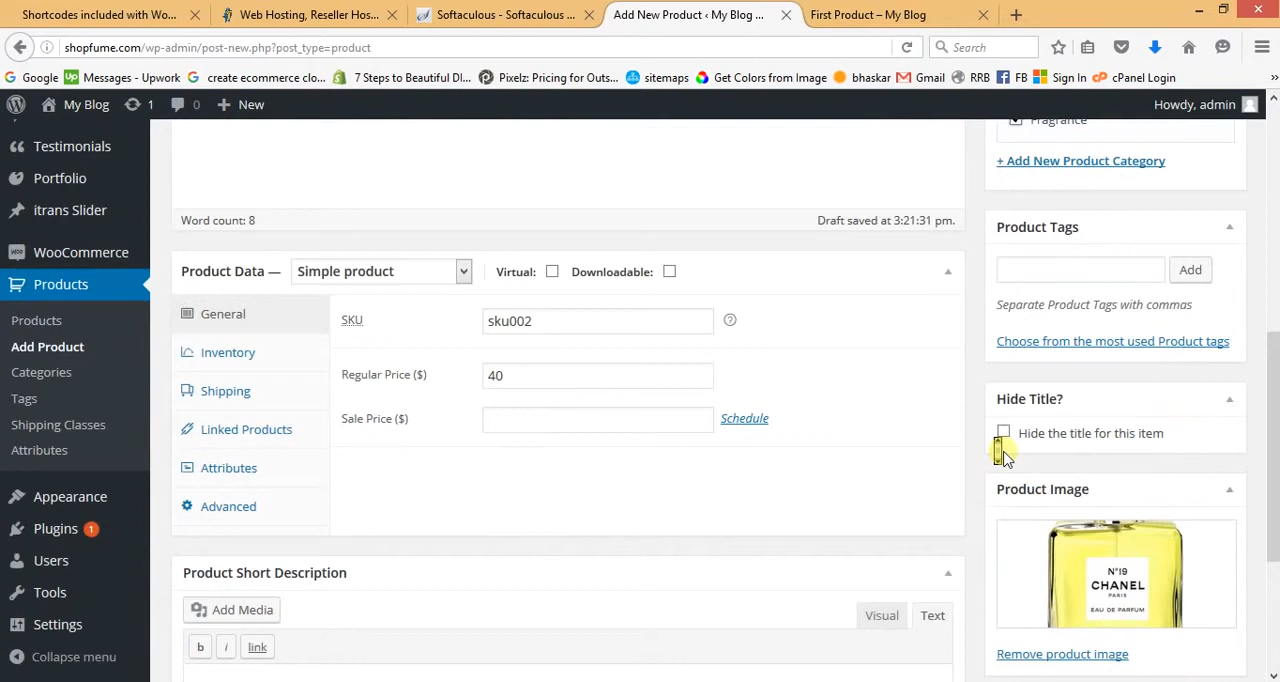 Shortcodes included with Wo...
Web Hosting, Reseller Hos...
Softaculous - Softaculous ...
Add New Product ‹ My Blog ...
First Product – My Blog
shopfume.com/wp-admin/post-new.php?post_type=product
Search
Google
Messages - Upwork
create ecommerce clo...
7 Steps to Beautiful DI...
Pixelz: Pricing for Outs...
sitemaps
Get Colors from Image
bhaskar
Gmail
RRB
FB
Sign In
cPanel Login
My Blog
1
0
New
Howdy, admin
Testimonials
Portfolio
itrans Slider
WooCommerce
Products
Products
Add Product
Categories
Tags
Shipping Classes
Attributes
Appearance
Plugins 1
Users
Tools
Settings
Collapse menu
Word count: 8
Draft saved at 3:21:31 pm.
Product Data — Simple product
Virtual:
Downloadable:
General
Inventory
Shipping
Linked Products
Attributes
Advanced
SKU
sku002
Regular Price ($)
40
Sale Price ($)
Schedule
Product Short Description
Add Media
Visual
Text
b
i
link
Fragrance
+ Add New Product Category
Product Tags
Add
Separate Product Tags with commas
Choose from the most used Product tags
Hide Title?
Hide the title for this item
Product Image
N°19
CHANEL
PARIS
EAU DE PARFUM
Remove product image